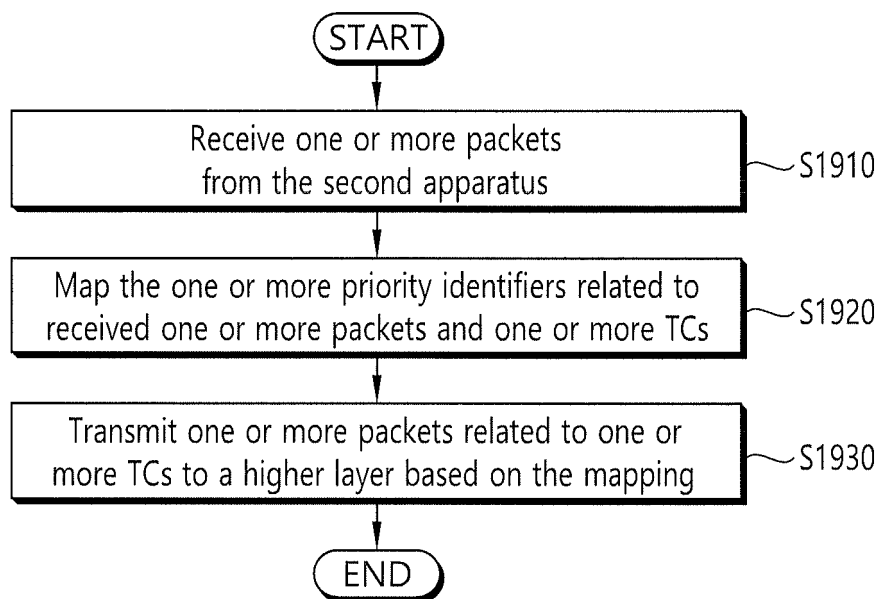 START
Receive one or more packets
from the second apparatus
S1910
Map the one or more priority identifiers related to
received one or more packets and one or more TCs
S1920
Transmit one or more packets related to one or
more TCs to a higher layer based on the mapping
S1930
END